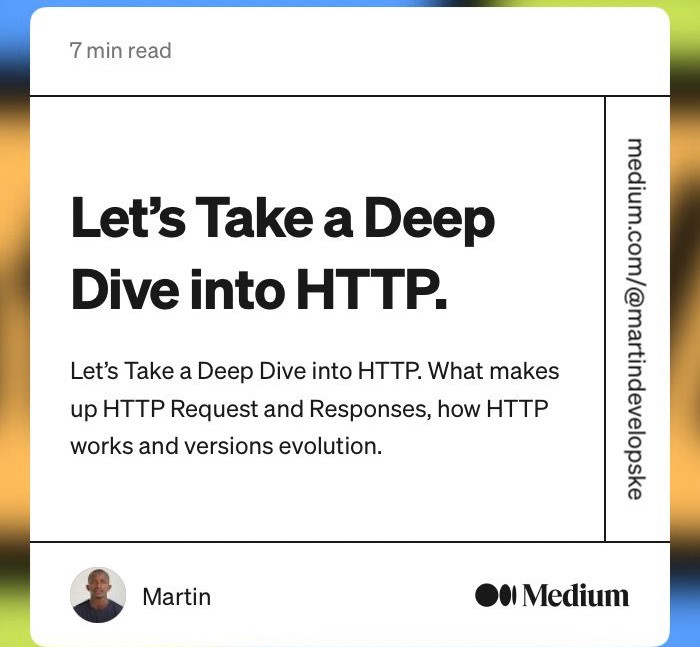 7 min read
Let’s Take a Deep
Dive into HTTP.
Let’s Take a Deep Dive into HTTP. What makes
up HTTP Request and Responses, how HTTP
works and versions evolution.
medium.com/@martindevelopske
Martin
Medium